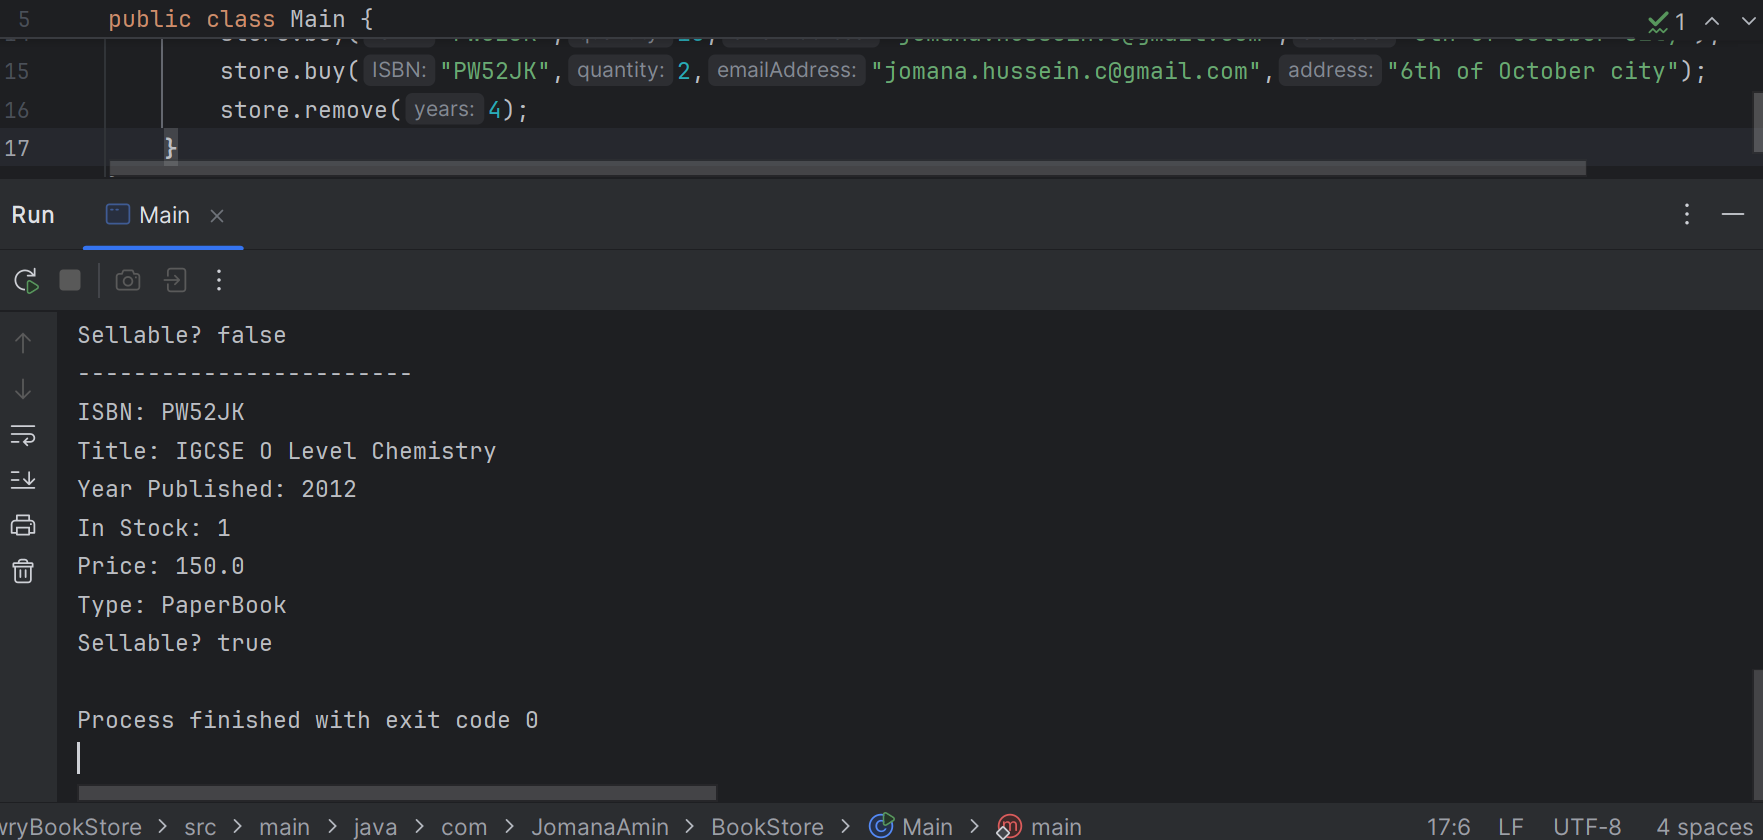 5 public class Main {
15 store.buy( ISBN: "PW52JK", quantity: 2, emailAddress: "jomana.hussein.c@gmail.com", address: "6th of October city");
16 store.remove( years: 4);
17 }
1
Run Main
Sellable? false
------------------------
ISBN: PW52JK
Title: IGCSE O Level Chemistry
Year Published: 2012
In Stock: 1
Price: 150.0
Type: PaperBook
Sellable? true
Process finished with exit code 0
wryBookStore > src > main > java > com > JomanaAmin > BookStore > Main > main 17:6 LF UTF-8 4 spaces